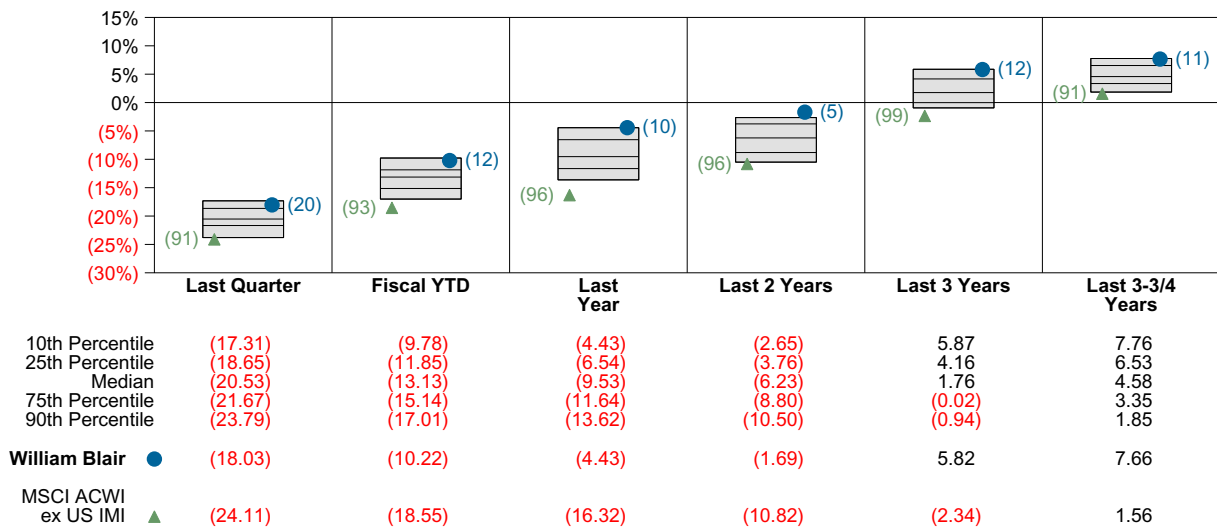 15%
10%
5%
0%
(5%)
(10%)
(15%)
(20%)
(25%)
(30%)
(20)
(91)
(12)
(93)
(10)
(96)
(5)
(96)
(12)
(99)
(11)
(91)
Last Quarter Fiscal YTD Last Year Last 2 Years Last 3 Years Last 3-3/4 Years
10th Percentile (17.31) (9.78) (4.43) (2.65) 5.87 7.76
25th Percentile (18.65) (11.85) (6.54) (3.76) 4.16 6.53
Median (20.53) (13.13) (9.53) (6.23) 1.76 4.58
75th Percentile (21.67) (15.14) (11.64) (8.80) (0.02) 3.35
90th Percentile (23.79) (17.01) (13.62) (10.50) (0.94) 1.85
William Blair (18.03) (10.22) (4.43) (1.69) 5.82 7.66
MSCI ACWI
ex US IMI (24.11) (18.55) (16.32) (10.82) (2.34) 1.56